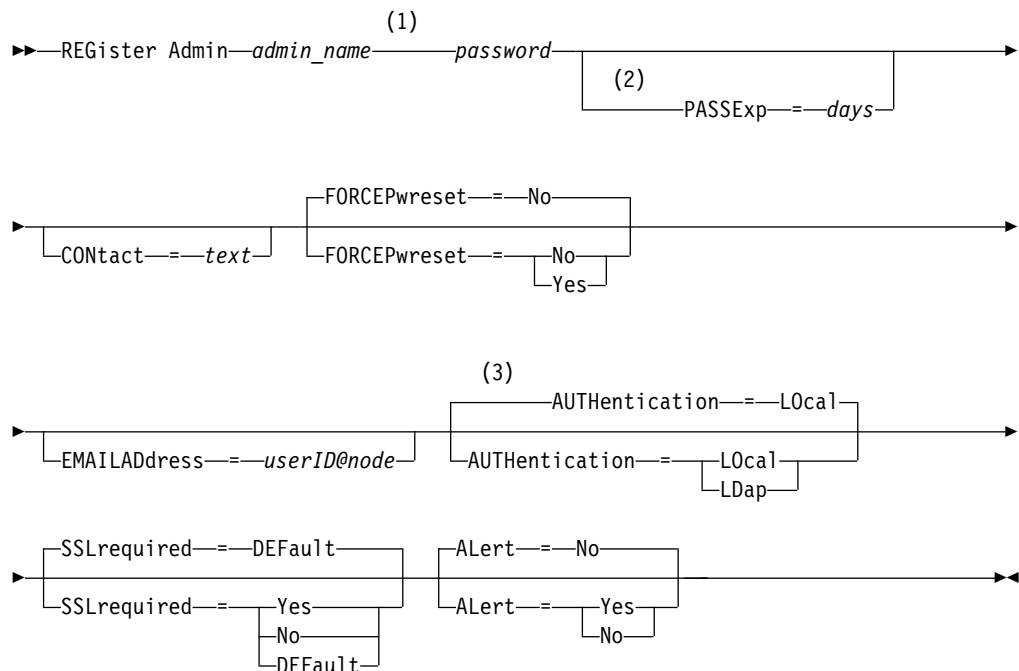 (1)
REGister Admin admin_name password
(2)
PASSExp = days
FORCEPwreset = No
CONtact = text FORCEPwreset = No
Yes
(3)
AUTHentication = LOcal
EMAILADdress = userID@node AUTHentication = LOcal
LDap
SSLrequired = DEFault ALert = No
SSLrequired = Yes ALert = Yes
No No
DEFault